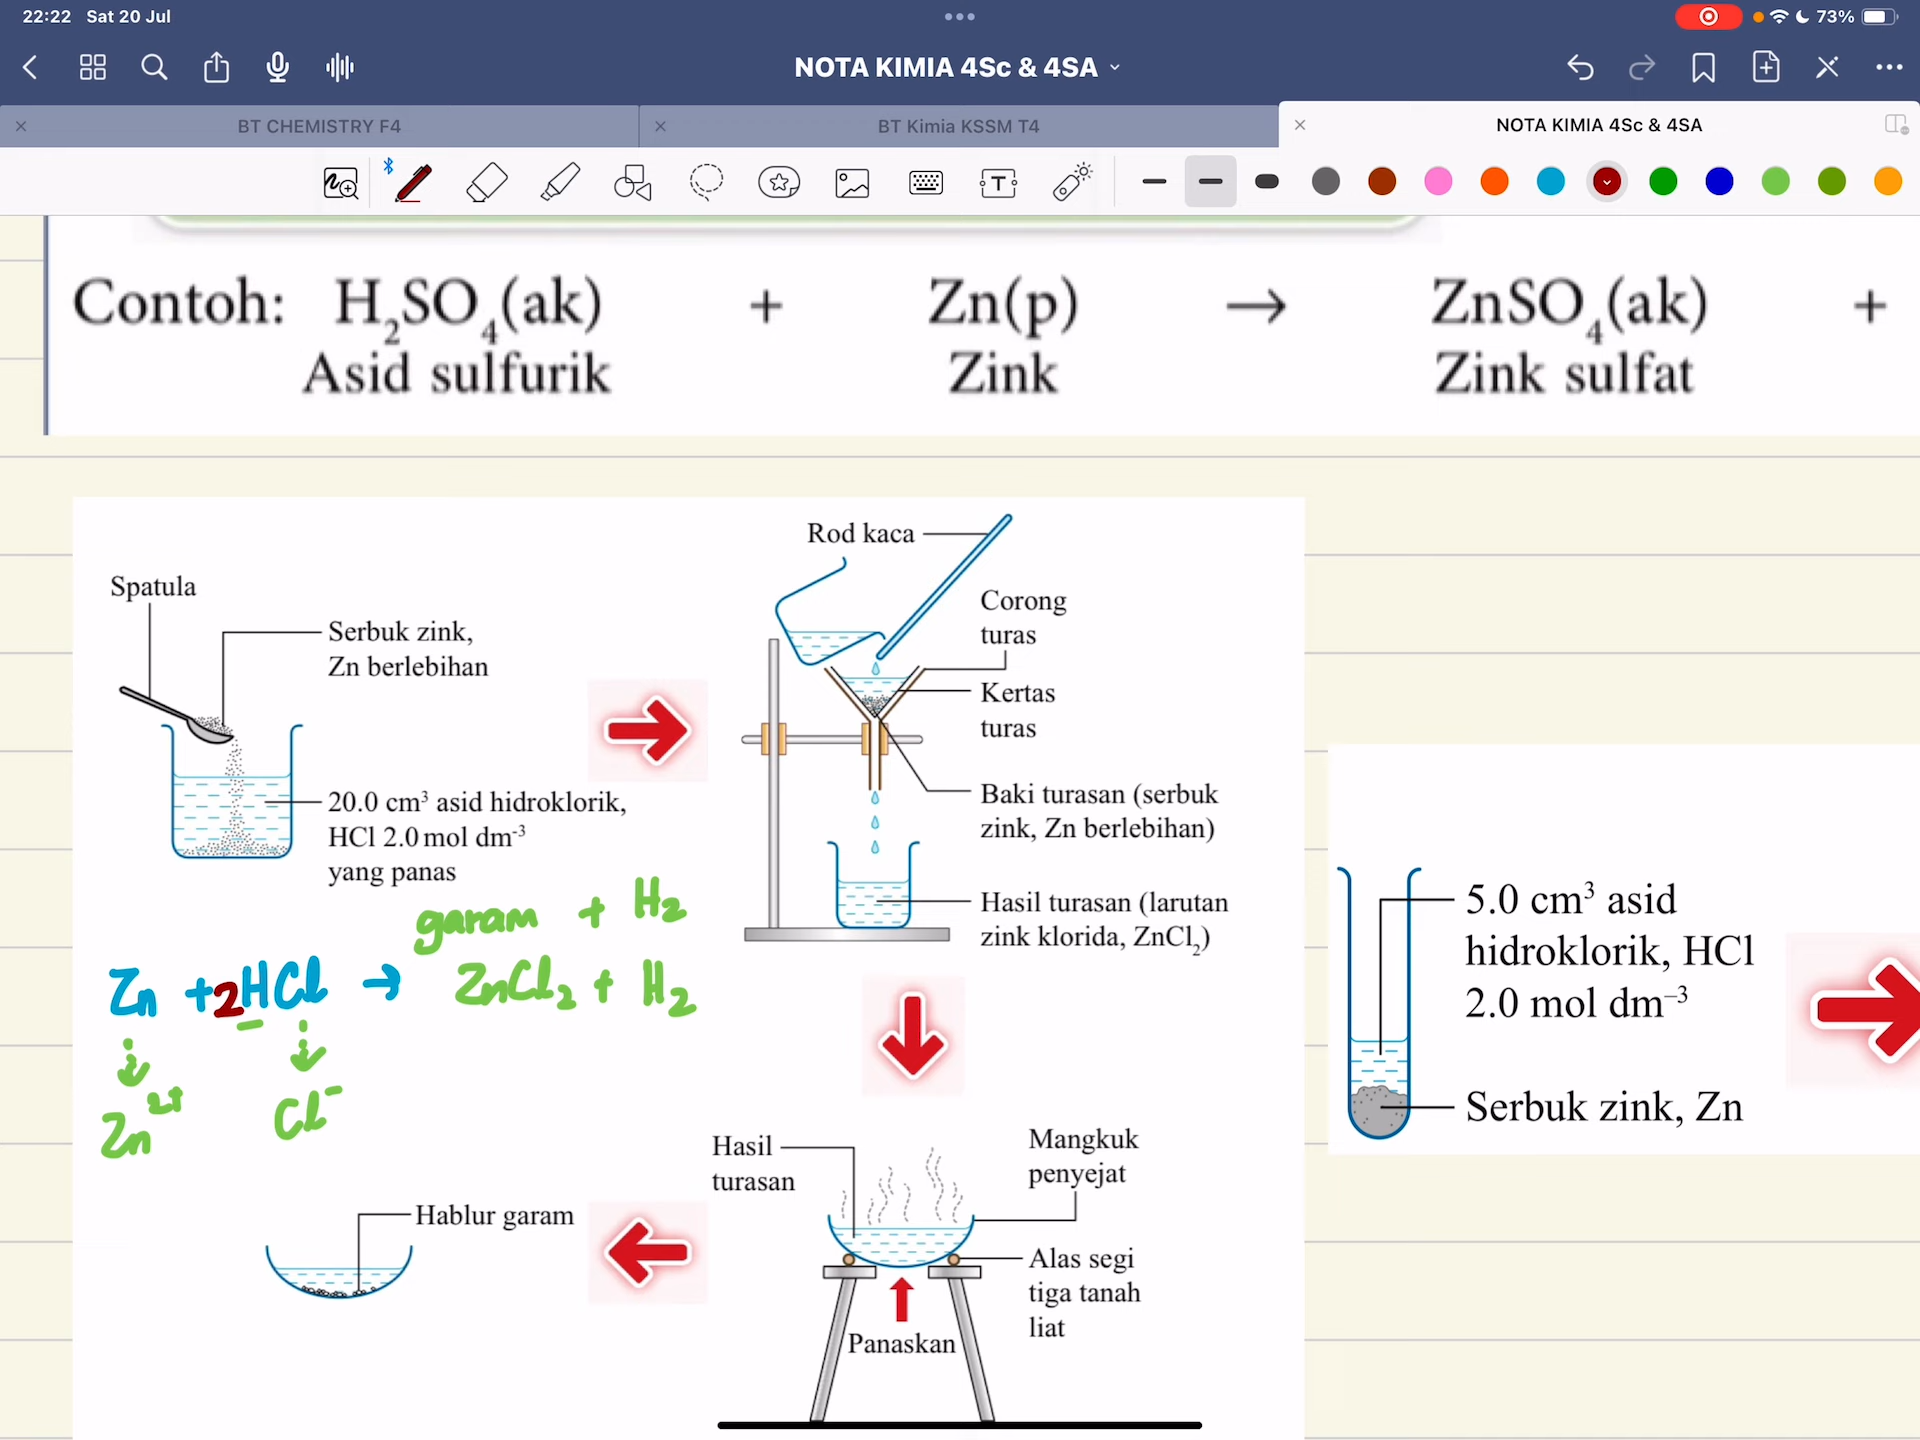 22:22 Sat 20 Jul
73%
NOTA KIMIA 4Sc & 4SA
BT CHEMISTRY F4
BT Kimia KSSM T4
NOTA KIMIA 4Sc & 4SA
T
Contoh: H₂SO₄(ak) + Zn(p) → ZnSO₄(ak) +
Asid sulfurik Zink Zink sulfat
Spatula
Serbuk zink,
Zn berlebihan
20.0 cm³ asid hidroklorik,
HCl 2.0 mol dm⁻³
yang panas
Rod kaca
Corong
turas
Kertas
turas
Baki turasan (serbuk
zink, Zn berlebihan)
Hasil turasan (larutan
zink klorida, ZnCl₂)
garam + H₂
Zn + 2HCl → ZnCl₂ + H₂
Zn²⁺ Cl⁻
5.0 cm³ asid
hidroklorik, HCl
2.0 mol dm⁻³
Serbuk zink, Zn
Hasil
turasan
Mangkuk
penyejat
Alas segi
tiga tanah
liat
Panaskan
Hablur garam